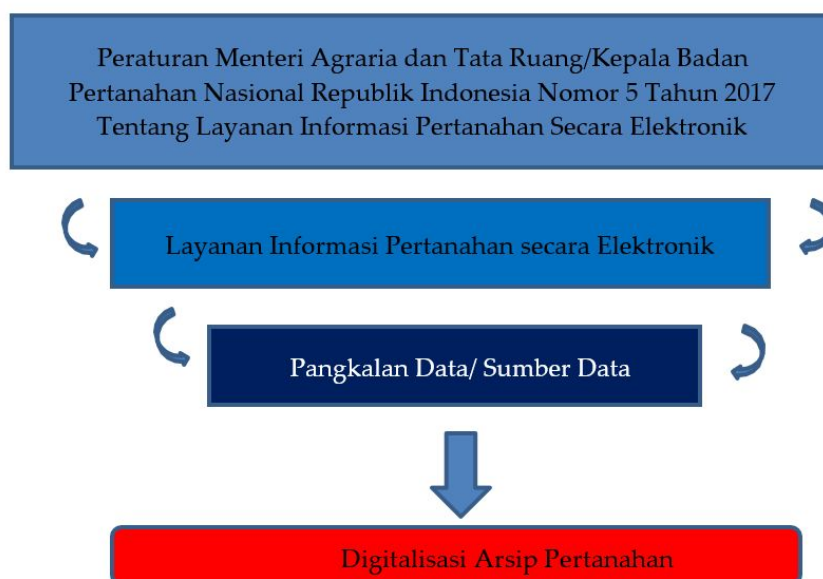 Peraturan Menteri Agraria dan Tata Ruang/Kepala Badan
Pertanahan Nasional Republik Indonesia Nomor 5 Tahun 2017
Tentang Layanan Informasi Pertanahan Secara Elektronik
Layanan Informasi Pertanahan secara Elektronik
Pangkalan Data/ Sumber Data
Digitalisasi Arsip Pertanahan